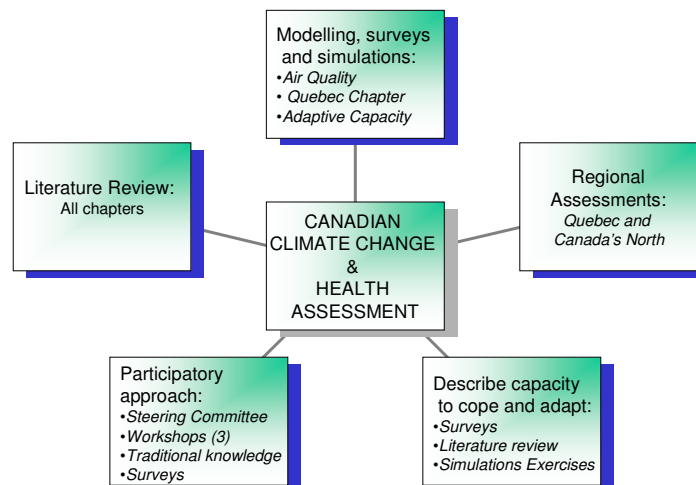 Modelling, surveys
and simulations:
•Air Quality
• Quebec Chapter
•Adaptive Capacity
Literature Review:
All chapters
CANADIAN
CLIMATE CHANGE
&
HEALTH
ASSESSMENT
Regional
Assessments:
Quebec and
Canada's North
Participatory
approach:
•Steering Committee
•Workshops (3)
•Traditional knowledge
•Surveys
Describe capacity
to cope and adapt:
•Surveys
•Literature review
•Simulations Exercises